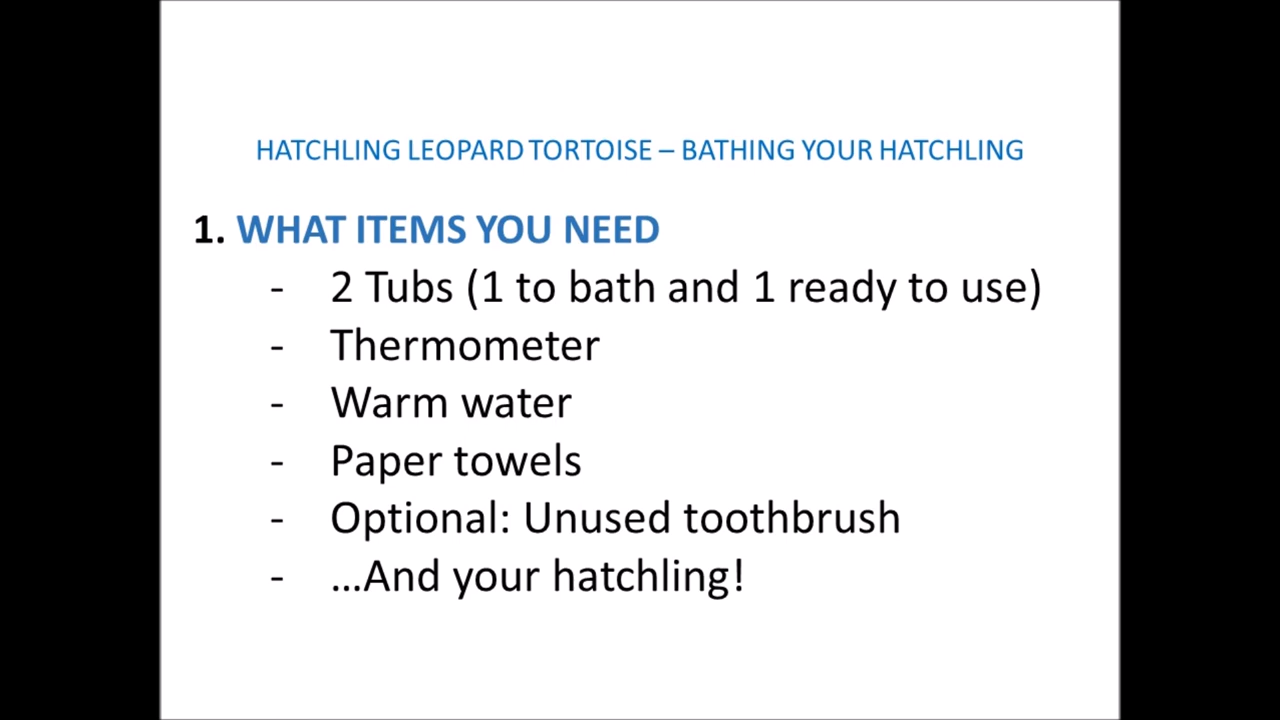 HATCHLING LEOPARD TORTOISE – BATHING YOUR HATCHLING
1. WHAT ITEMS YOU NEED
- 2 Tubs (1 to bath and 1 ready to use)
- Thermometer
- Warm water
- Paper towels
- Optional: Unused toothbrush
- …And your hatchling!